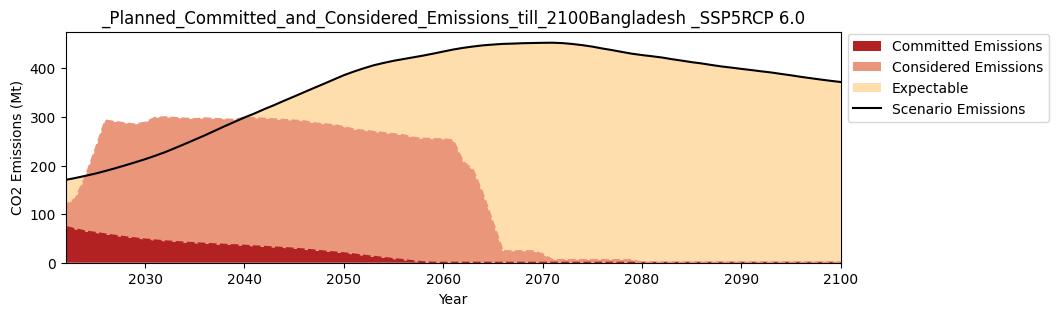 _Planned_Committed_and_Considered_Emissions_till_2100Bangladesh _SSP5RCP 6.0
Committed Emissions
Considered Emissions
Expectable
Scenario Emissions
CO2 Emissions (Mt)
400
300
200
100
0
2030 2040 2050 2060 2070 2080 2090 2100
Year